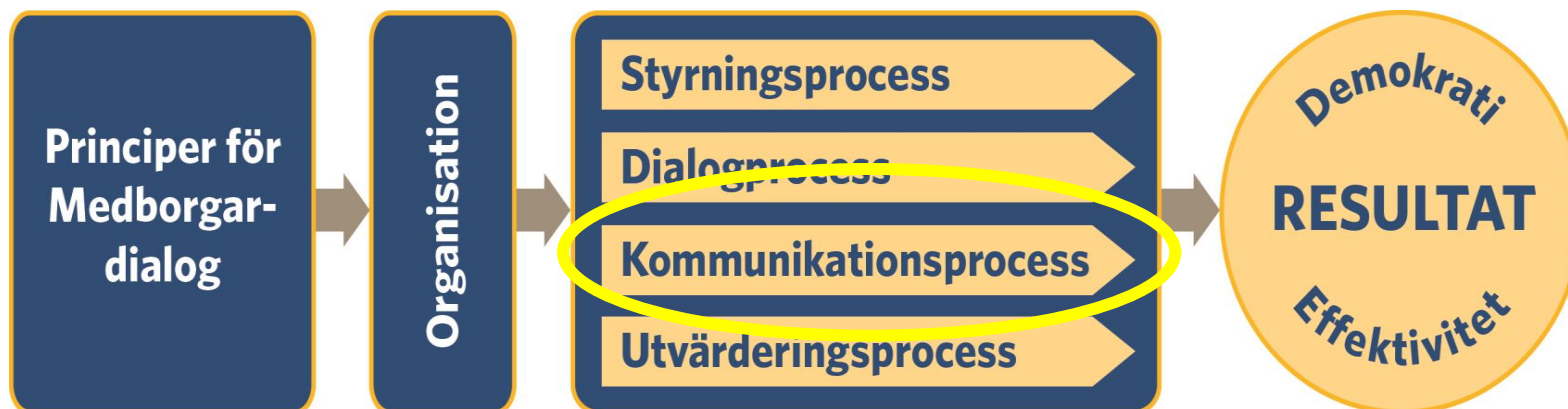 Principer för
Medborgar-
dialog
Organisation
Styrningsprocess
Dialogprocess
Kommunikationsprocess
Utvärderingsprocess
Demokrati
RESULTAT
Effektivitet